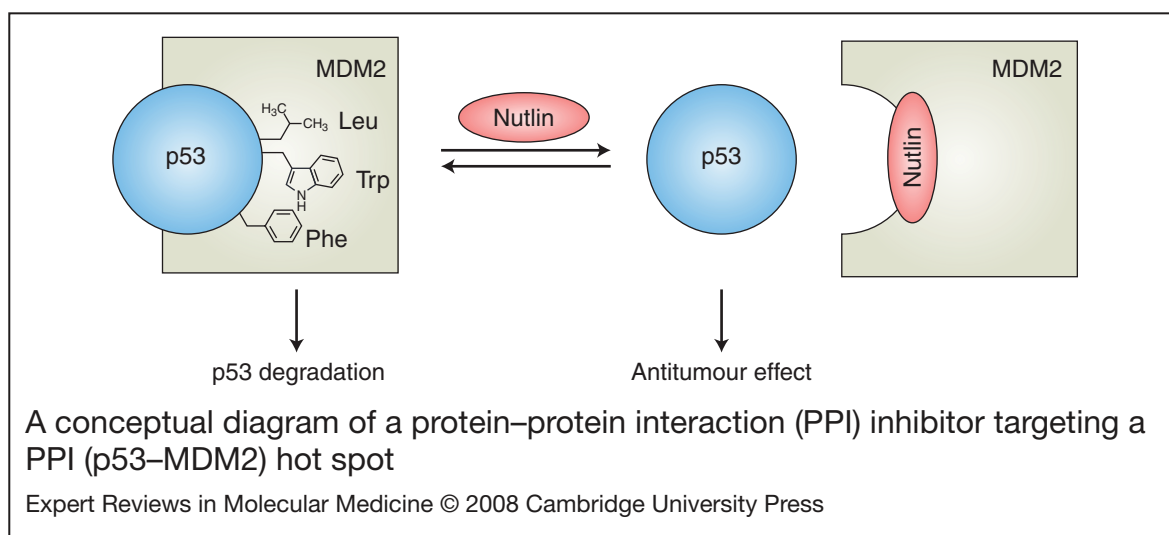 MDM2
H₃C
CH₃
Leu
p53
Trp
N
H
Phe
Nutlin
p53
MDM2
Nutlin
p53 degradation
Antitumour effect
A conceptual diagram of a protein–protein interaction (PPI) inhibitor targeting a
PPI (p53–MDM2) hot spot
Expert Reviews in Molecular Medicine © 2008 Cambridge University Press